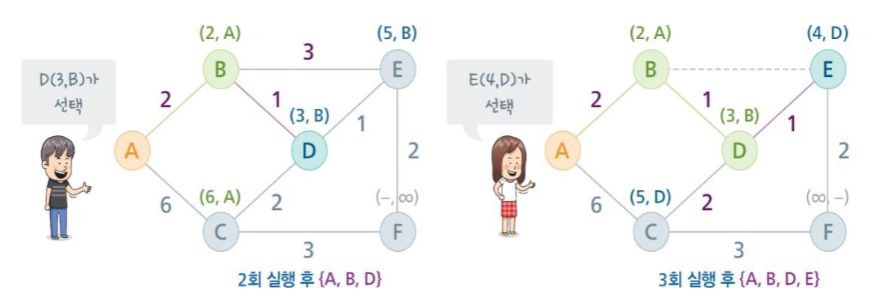 (2, A)
(5, B)
3
B
E
D(3,B)가
선택
2
1
(3, B)
1
A
D
2
(6, A)
(-, ∞)
6
2
C
F
3
2회 실행 후 {A, B, D}
(2, A)
(4, D)
B
E
E(4,D)가
선택
2
1
(3, B)
1
A
D
2
(5, D)
(∞, -)
6
2
C
F
3
3회 실행 후 {A, B, D, E}